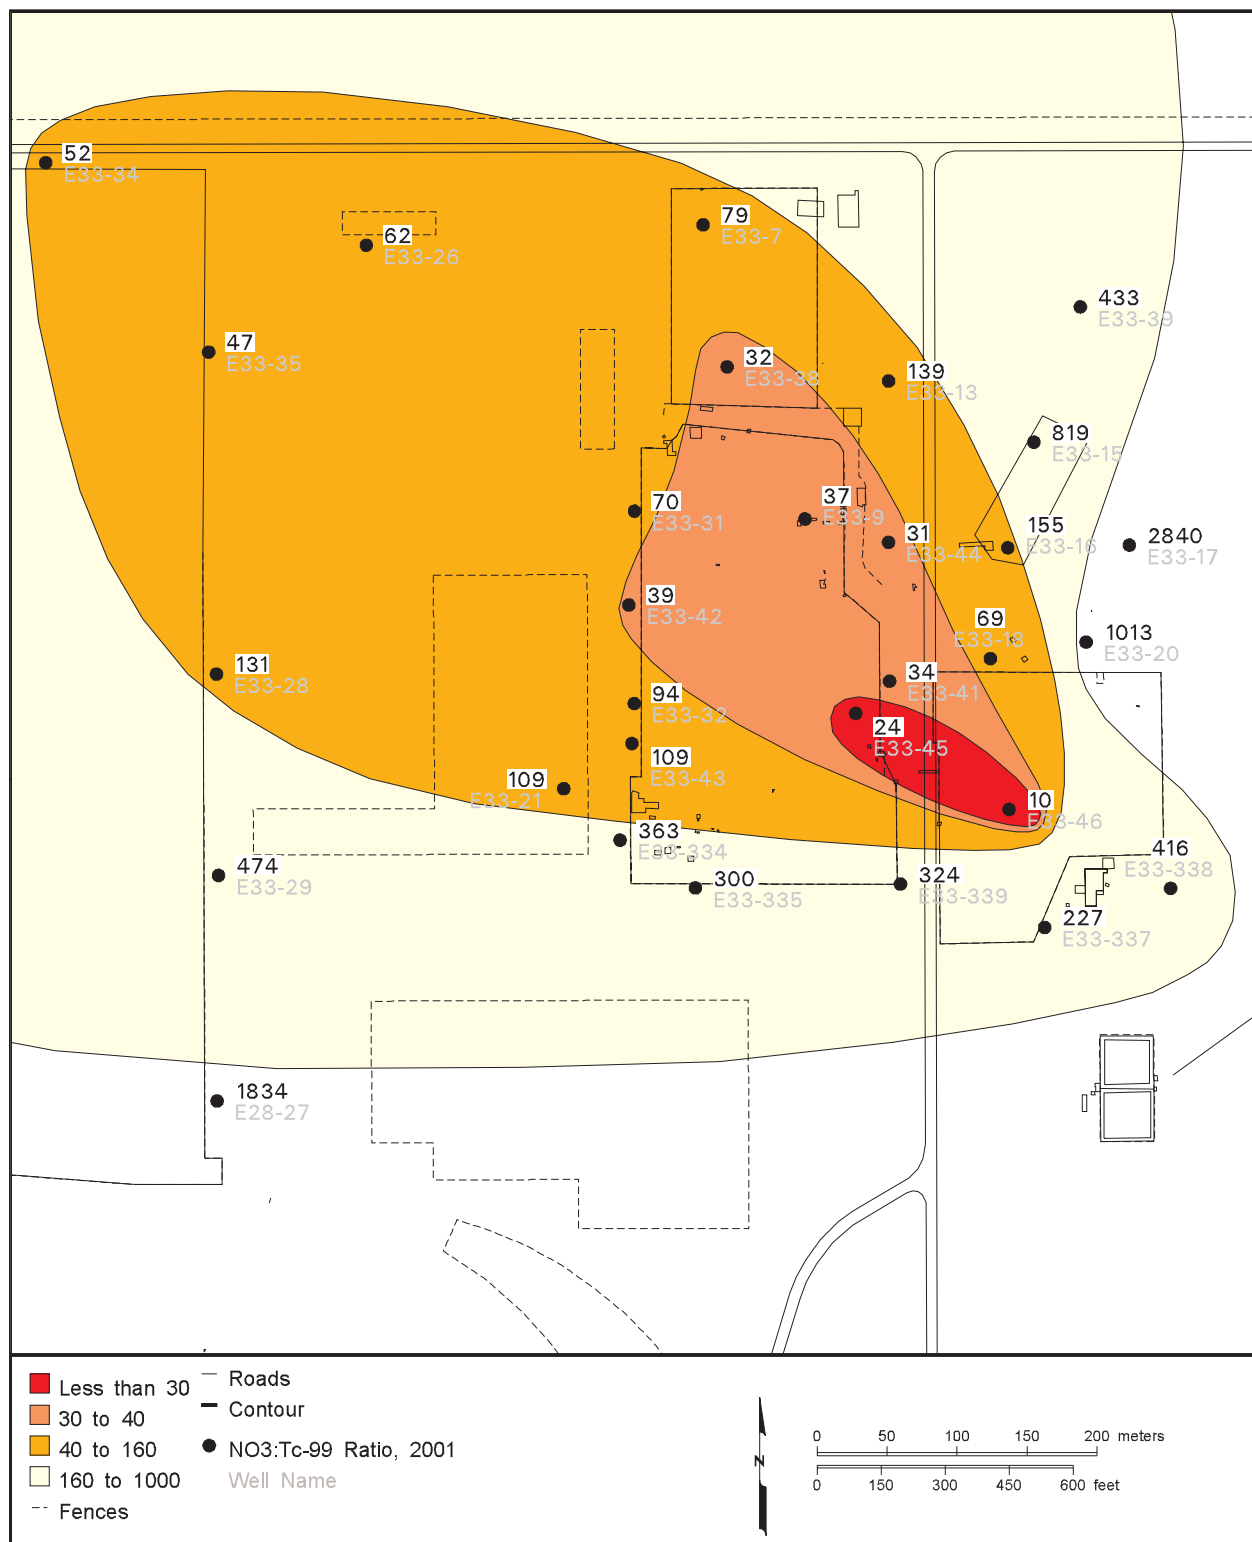 52
E33-34
79
E33-7
62
E33-26
433
E33-39
47
E33-35
32
E33-38
139
E33-13
819
E33-15
70
E33-31
37
E33-9
31
E33-44
155
E33-16
2840
E33-17
39
E33-42
69
E33-18
1013
E33-20
131
E33-28
34
E33-41
94
E33-32
24
E33-45
109
E33-43
109
E33-21
10
E33-46
363
E33-334
416
E33-338
474
E33-29
300
E33-335
324
E33-339
227
E33-337
1834
E28-27
Less than 30
30 to 40
40 to 160
160 to 1000
Fences
Roads
Contour
NO3:Tc-99 Ratio, 2001
Well Name
N
0 50 100 150 200 meters
0 150 300 450 600 feet